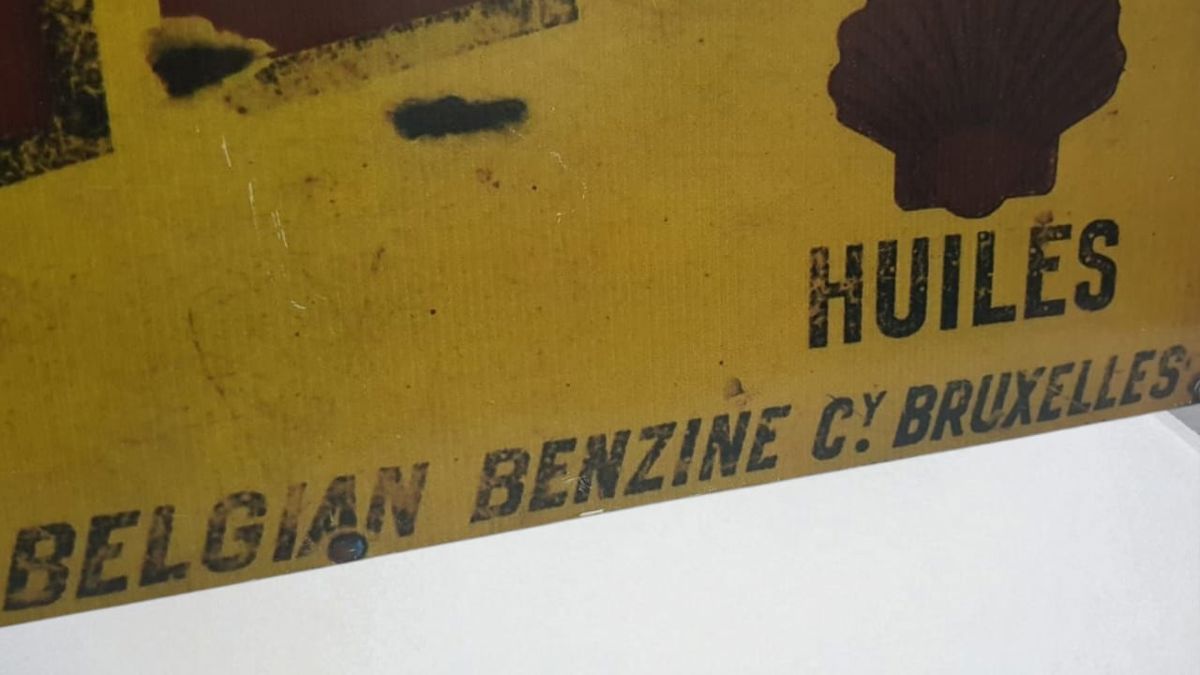 HUILES
BELGIAN BENZINE Cy. BRUXELLES